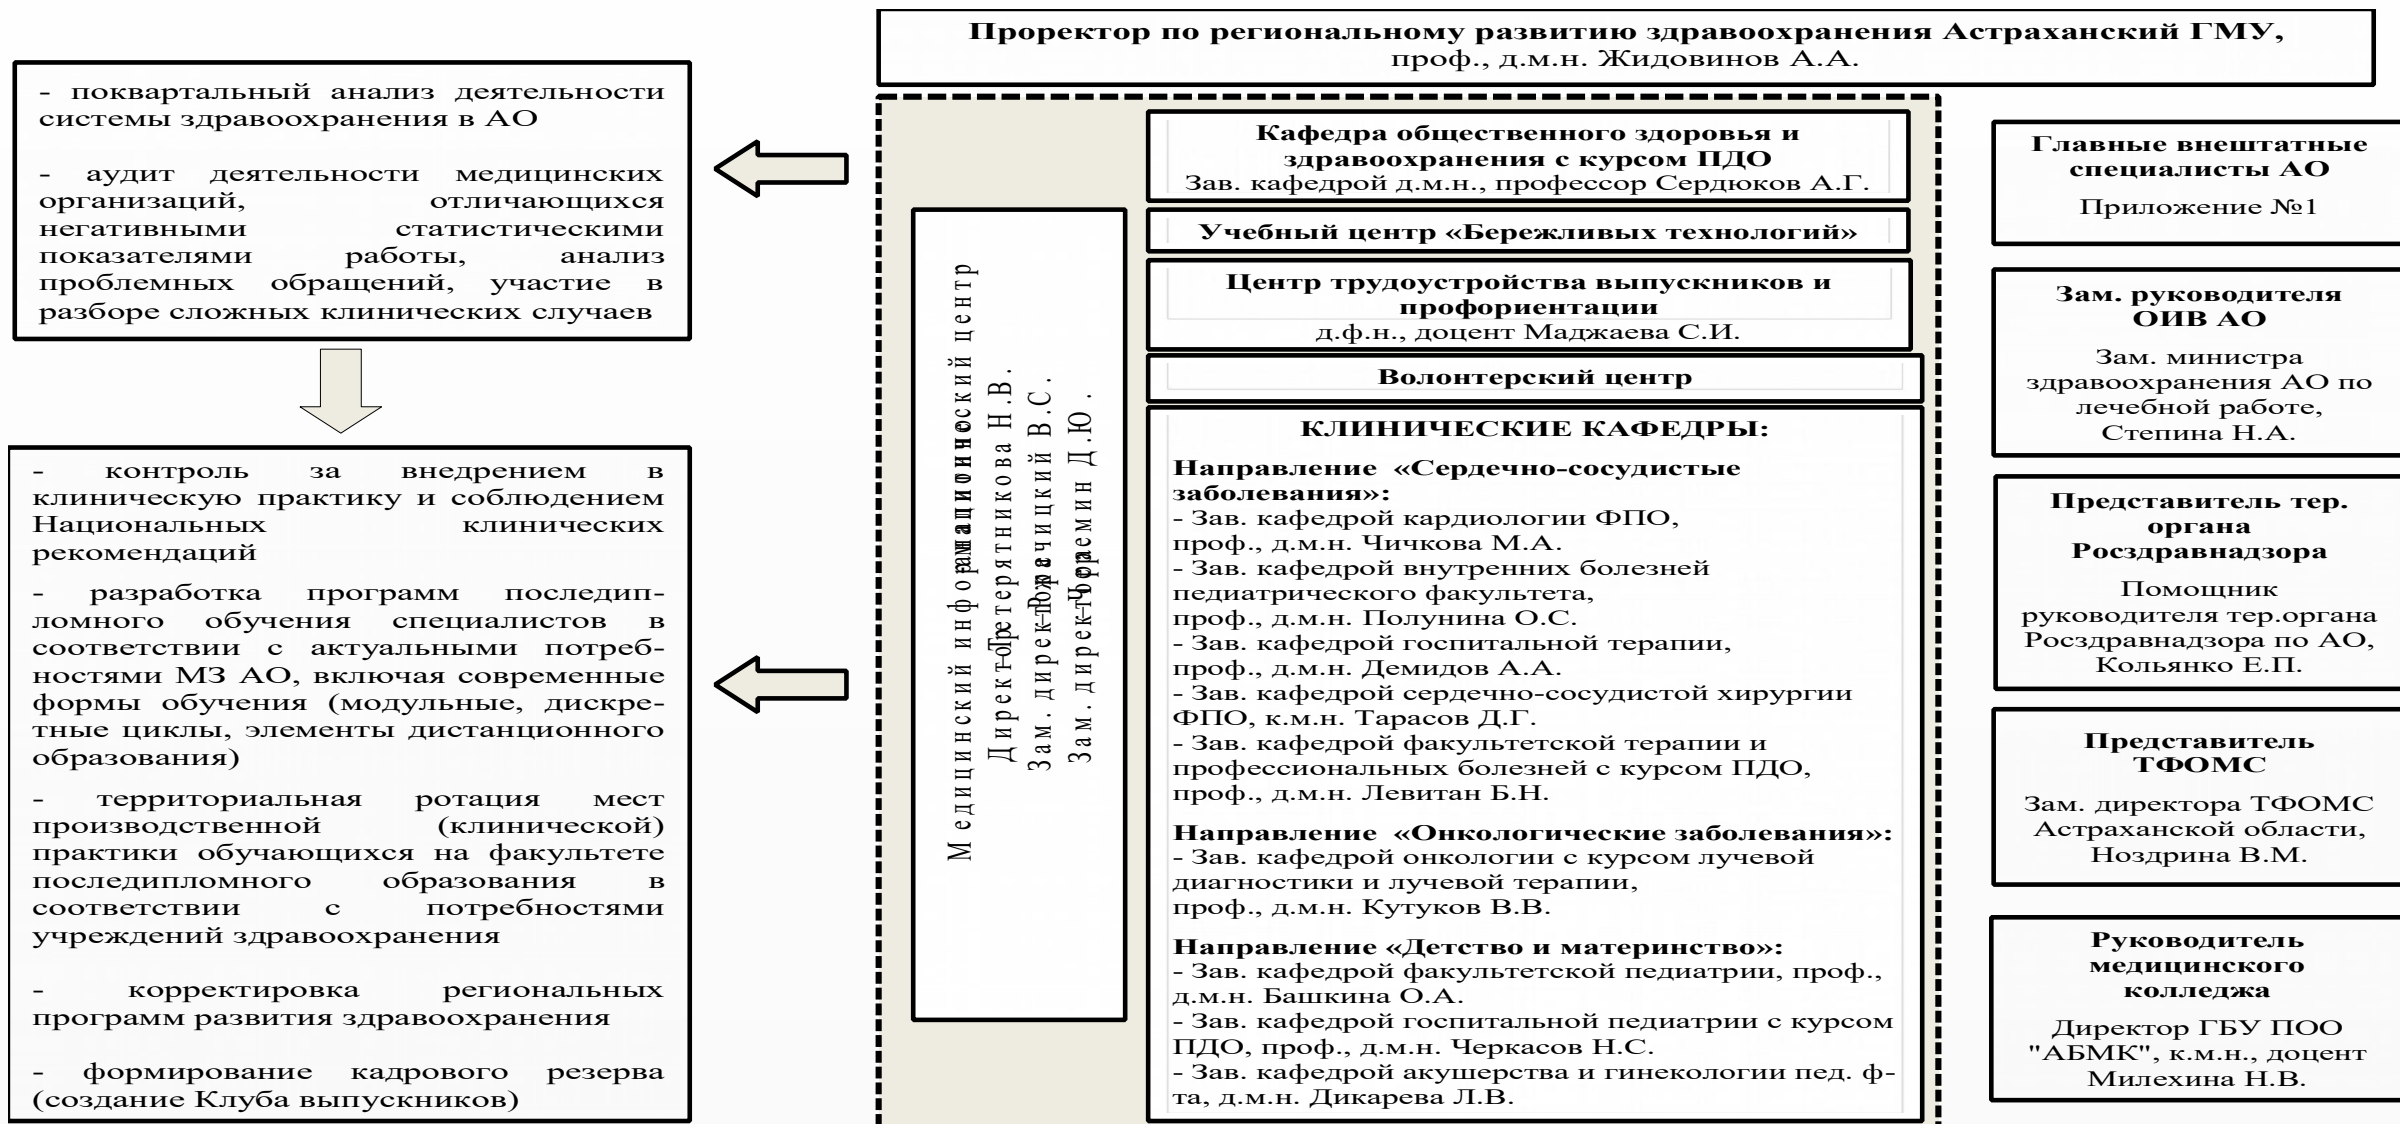 Проректор по региональному развитию здравоохранения Астраханский ГМУ,
проф., д.м.н. Жидовинов А.А.
- поквартальный анализ деятельности
системы здравоохранения в АО
- аудит деятельности медицинских
организаций, отличающихся
негативными статистическими
показателями работы, анализ
проблемных обращений, участие в
разборе сложных клинических случаев
- контроль за внедрением в
клиническую практику и соблюдением
Национальных клинических
рекомендаций
- разработка программ последип-
ломного обучения специалистов в
соответствии с актуальными потреб-
ностями МЗ АО, включая современные
формы обучения (модульные, дискре-
тные циклы, элементы дистанционного
образования)
- территориальная ротация мест
производственной (клинической)
практики обучающихся на факультете
последипломного образования в
соответствии с потребностями
учреждений здравоохранения
- корректировка региональных
программ развития здравоохранения
- формирование кадрового резерва
(создание Клуба выпускников)
Медицинский информационный центр
Директор
Зам. директора
Зам. директора
Кафедра общественного здоровья и
здравоохранения с курсом ПДО
Зав. кафедрой д.м.н., профессор Сердюков А.Г.
Учебный центр «Бережливых технологий»
Центр трудоустройства выпускников и
профориентации
д.ф.н., доцент Маджаева С.И.
Волонтерский центр
КЛИНИЧЕСКИЕ КАФЕДРЫ:
Направление «Сердечно-сосудистые
заболевания»:
- Зав. кафедрой кардиологии ФПО,
проф., д.м.н. Чичкова М.А.
- Зав. кафедрой внутренних болезней
педиатрического факультета,
проф., д.м.н. Полунина О.С.
- Зав. кафедрой госпитальной терапии,
проф., д.м.н. Демидов А.А.
- Зав. кафедрой сердечно-сосудистой хирургии
ФПО, к.м.н. Тарасов Д.Г.
- Зав. кафедрой факультетской терапии и
профессиональных болезней с курсом ПДО,
проф., д.м.н. Левитан Б.Н.
Направление «Онкологические заболевания»:
- Зав. кафедрой онкологии с курсом лучевой
диагностики и лучевой терапии,
проф., д.м.н. Кутуков В.В.
Направление «Детство и материнство»:
- Зав. кафедрой факультетской педиатрии, проф.,
д.м.н. Башкина О.А.
- Зав. кафедрой госпитальной педиатрии с курсом
ПДО, проф., д.м.н. Черкасов Н.С.
- Зав. кафедрой акушерства и гинекологии пед. ф-
та, д.м.н. Дикарева Л.В.
Главные внештатные
специалисты АО
Приложение №1
Зам. руководителя
ОИВ АО
Зам. министра
здравоохранения АО по
лечебной работе,
Степина Н.А.
Представитель тер.
органа
Росздравнадзора
Помощник
руководителя тер.органа
Росздравнадзора по АО,
Кольянко Е.П.
Представитель
ТФОМС
Зам. директора ТФОМС
Астраханской области,
Ноздрина В.М.
Руководитель
медицинского
колледжа
Директор ГБУ ПОО
"АБМК", к.м.н., доцент
Милехина Н.В.